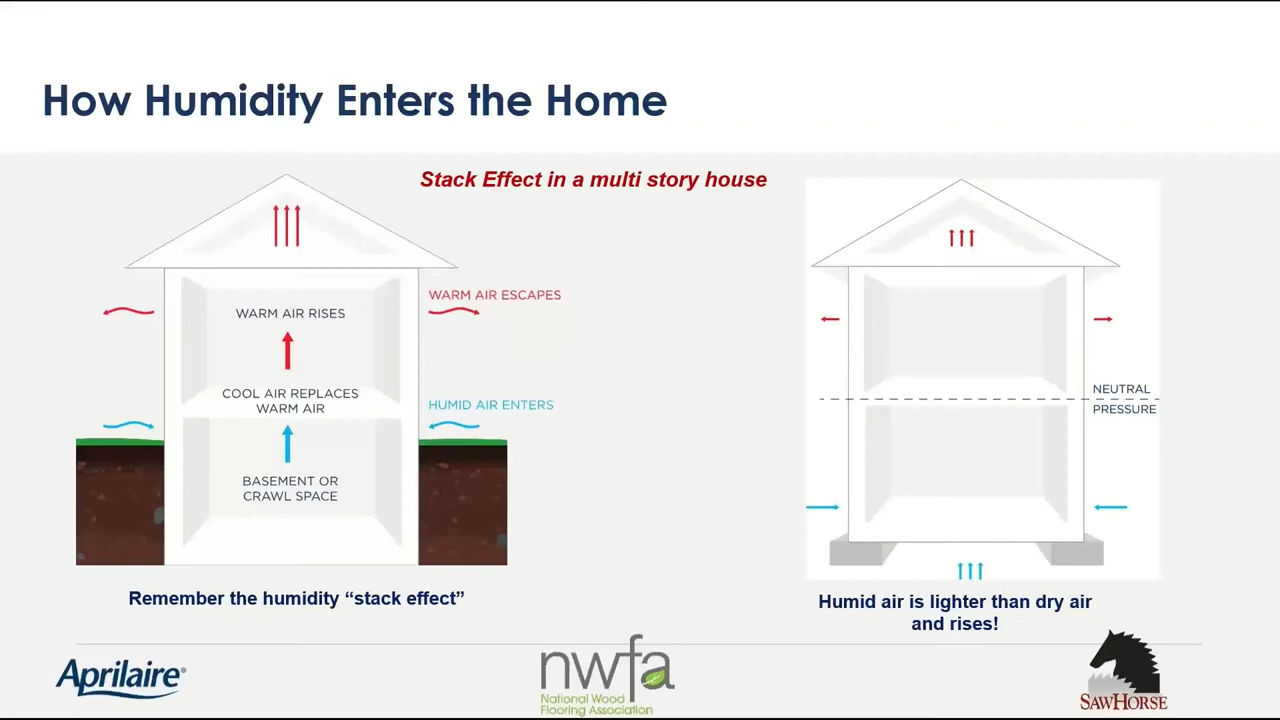 How Humidity Enters the Home
Stack Effect in a multi story house
WARM AIR ESCAPES
WARM AIR RISES
COOL AIR REPLACES
WARM AIR
HUMID AIR ENTERS
BASEMENT OR
CRAWL SPACE
NEUTRAL
PRESSURE
Remember the humidity “stack effect”
Humid air is lighter than dry air
and rises!
Aprilaire®
nwfa
National Wood
Flooring Association
SAWHORSE